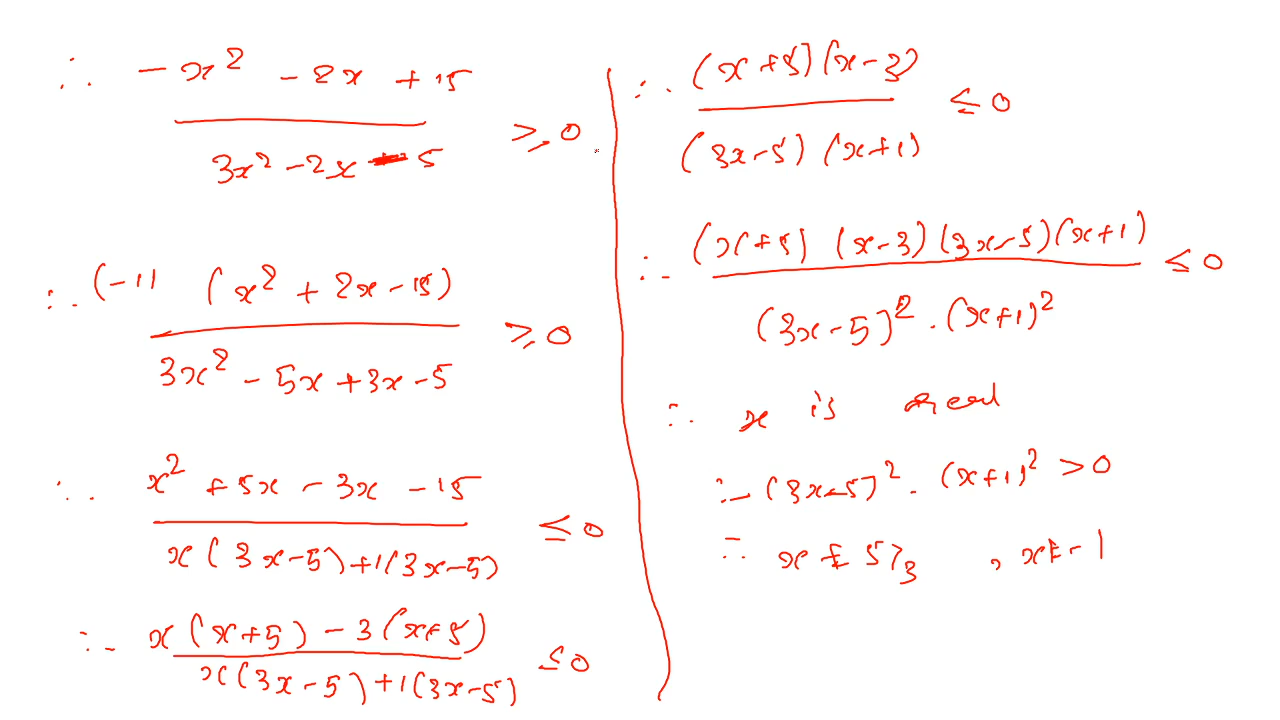 ∴ -x² - 2x + 15 / 3x² - 2x - 5 ≥ 0
∴ (-1) (x² + 2x - 15) / 3x² - 5x + 3x - 5 ≥ 0
∴ x² + 5x - 3x - 15 / x(3x-5)+1(3x-5) ≤ 0
∴ x(x+5) - 3(x+5) / x(3x-5)+1(3x-5) ≤ 0
∴ (x+5)(x-3) / (3x-5)(x+1) ≤ 0
∴ (x+5) (x-3)(3x-5)(x+1) / (3x-5)² . (x+1)² ≤ 0
∴ x is real
∴ (3x-5)² . (x+1)² > 0
∴ x ≠ 5/3 , x ≠ -1